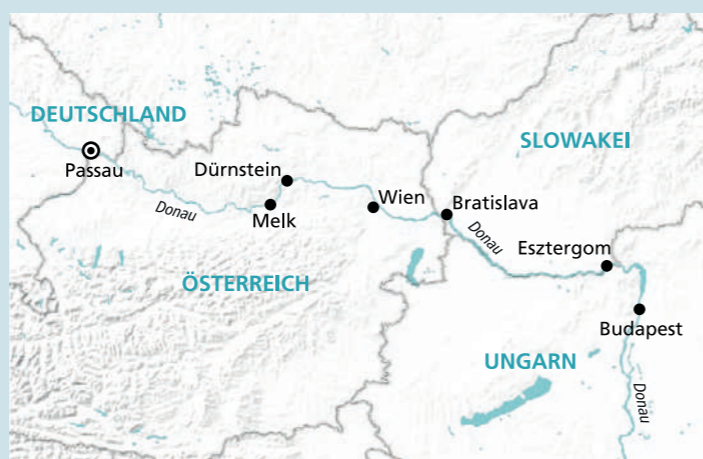 DEUTSCHLAND
Passau
SLOWAKEI
Dürnstein
Wien
Bratislava
Donau
Melk
Donau
Esztergom
ÖSTERREICH
Budapest
UNGARN
Donau